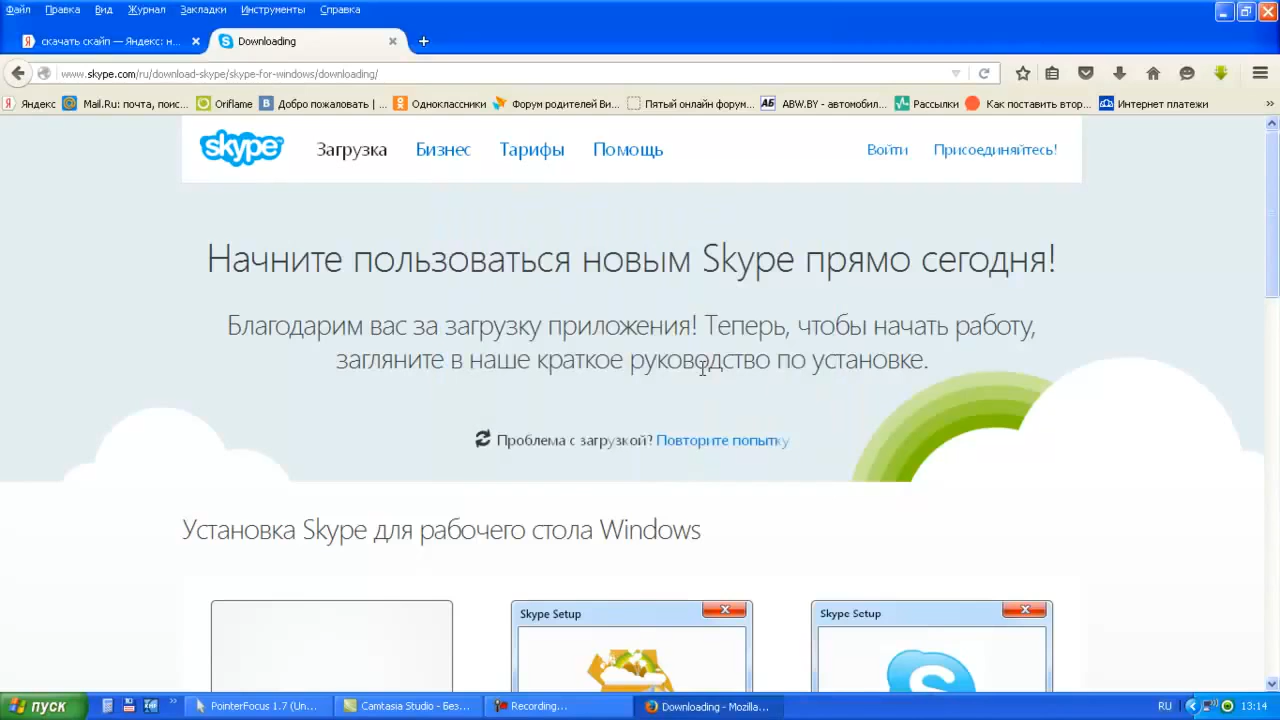 Файл Правка Вид Журнал Закладки Инструменты Справка
скачать скайп — Яндекс: н...
Downloading
www.skype.com/ru/download-skype/skype-for-windows/downloading/
Яндекс
Mail.Ru: почта, поис...
Oriflame
Добро пожаловать | ...
Одноклассники
Форум родителей Ви...
Пятый онлайн форум...
АБ
ABW.BY - автомобил...
Рассылки
Как поставить втор...
Интернет платежи
skype
Загрузка Бизнес Тарифы Помощь
Войти Присоединяйтесь!
Начните пользоваться новым Skype прямо сегодня!
Благодарим вас за загрузку приложения! Теперь, чтобы начать работу,
загляните в наше краткое руководство по установке.
Проблема с загрузкой? Повторите попытку
Установка Skype для рабочего стола Windows
Skype Setup
Skype Setup
пуск
PointerFocus 1.7 (Un...
Camtasia Studio - Без...
Recording...
Downloading - Mozilla...
RU
13:14